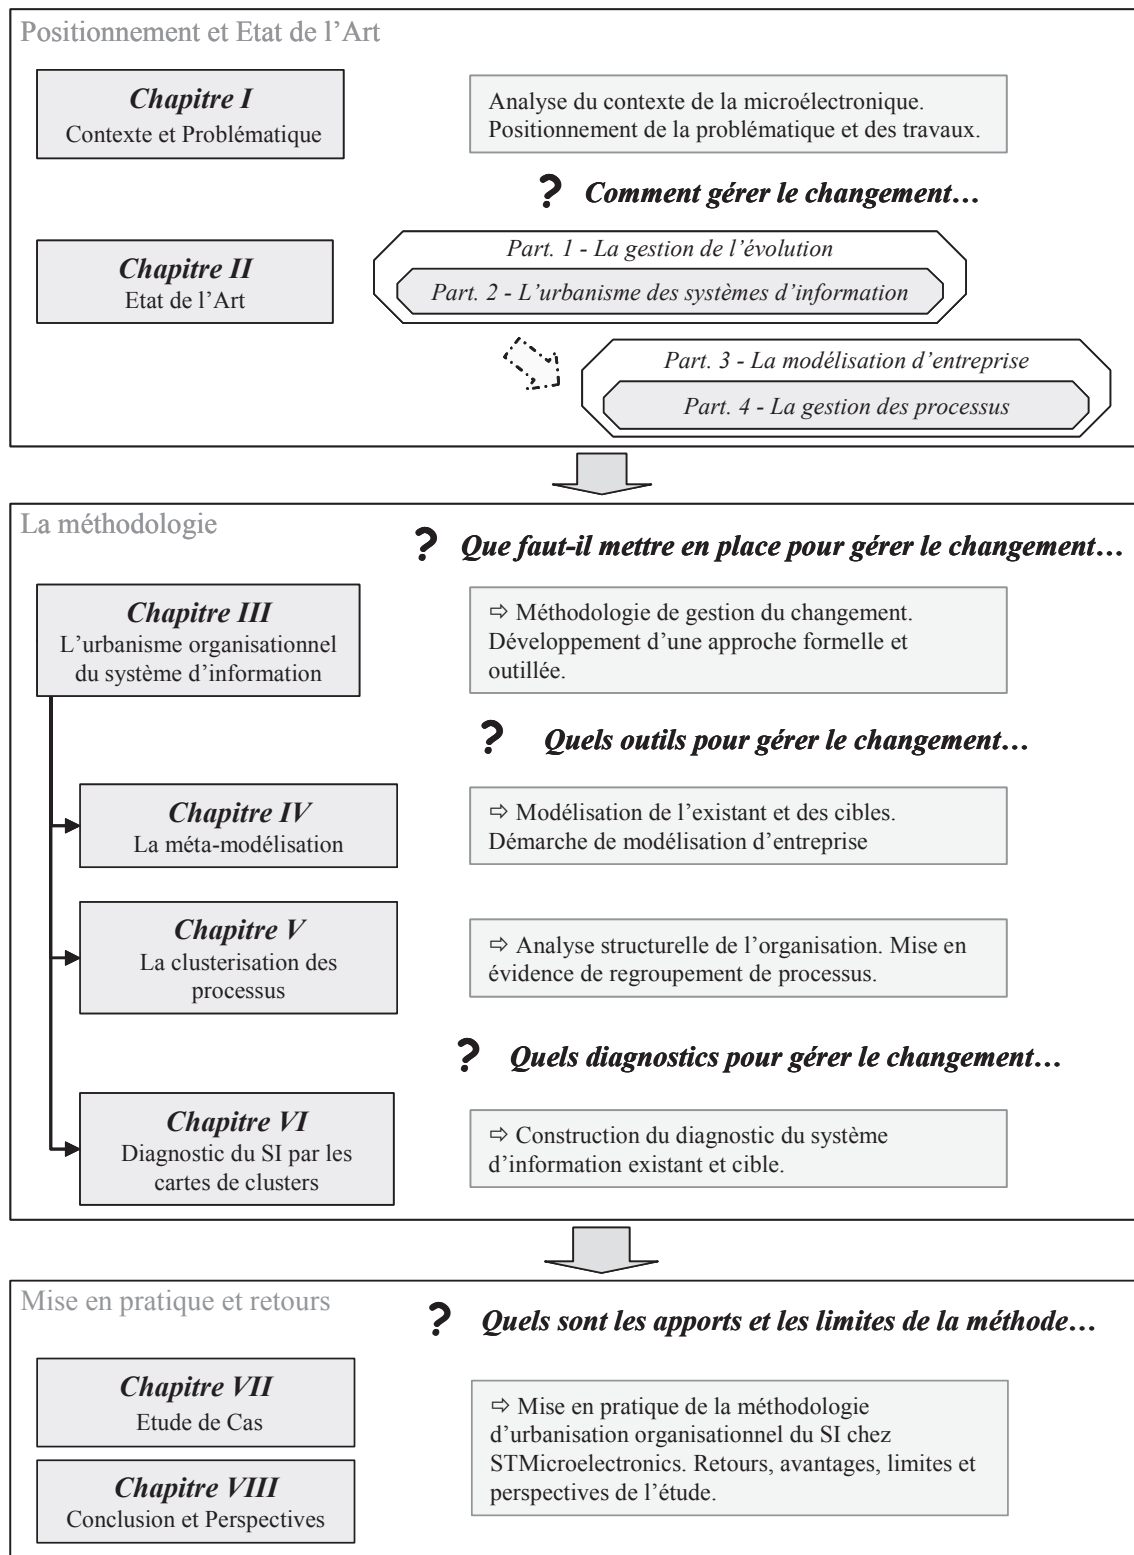 Positionnement et Etat de l’Art
Chapitre I
Contexte et Problématique
Analyse du contexte de la microélectronique.
Positionnement de la problématique et des travaux.
? Comment gérer le changement…
Chapitre II
Etat de l’Art
Part. 1 - La gestion de l’évolution
Part. 2 - L’urbanisme des systèmes d’information
Part. 3 - La modélisation d’entreprise
Part. 4 - La gestion des processus
La méthodologie
? Que faut-il mettre en place pour gérer le changement…
Chapitre III
L’urbanisme organisationnel
du système d’information
⇨ Méthodologie de gestion du changement.
Développement d’une approche formelle et
outillée.
? Quels outils pour gérer le changement…
Chapitre IV
La méta-modélisation
⇨ Modélisation de l’existant et des cibles.
Démarche de modélisation d’entreprise
Chapitre V
La clusterisation des
processus
⇨ Analyse structurelle de l’organisation. Mise en
évidence de regroupement de processus.
? Quels diagnostics pour gérer le changement…
Chapitre VI
Diagnostic du SI par les
cartes de clusters
⇨ Construction du diagnostic du système
d’information existant et cible.
Mise en pratique et retours
? Quels sont les apports et les limites de la méthode…
Chapitre VII
Etude de Cas
Chapitre VIII
Conclusion et Perspectives
⇨ Mise en pratique de la méthodologie
d’urbanisation organisationnel du SI chez
STMicroelectronics. Retours, avantages, limites et
perspectives de l’étude.